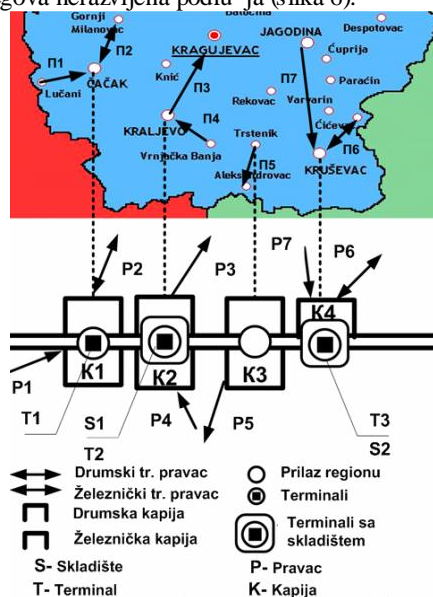 gova nerazvijena područja (slika 6).
Gornji
Milanovac
Batočina
KRAGUJEVAC
JAGODINA
Despotovac
П1
П2
Lučani
ČAČAK
Knić
П3
Ćuprija
П7
Paraćin
Rekovac
Varvarin
П4
KRALJEVO
Trstenik
Ćićevac
Vrnjačka Banja
П5
П6
Aleksandrovac
KRUŠEVAC
P2
P3
P7
P6
K1
K2
K3
K4
P1
T1
S1
T2
P4
P5
T3
S2
Drumski tr. pravac
Železnički tr. pravac
Drumska kapija
Železnička kapija
S- Skladište
T- Terminal
Prilaz regionu
Terminali
Terminali sa
skladištem
P- Pravac
K- Kapija